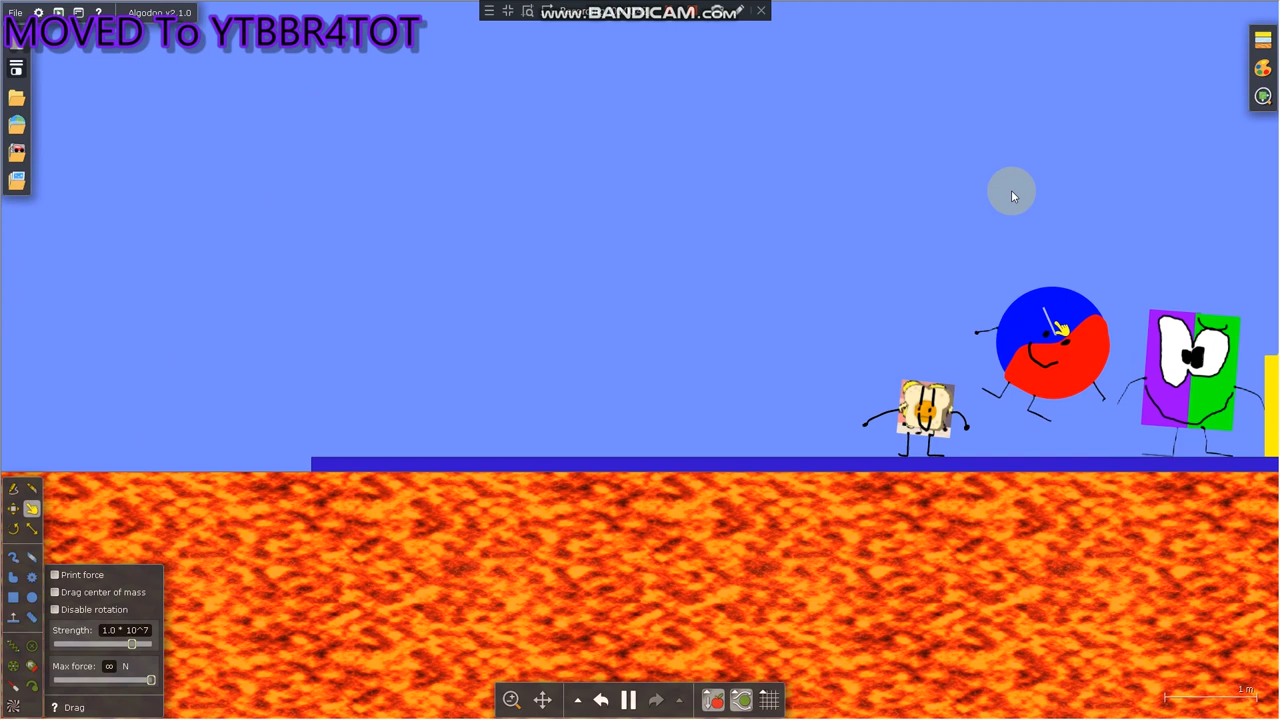 File ? Algodoo v2.1.0
www.BANDICAM.com
MOVED To YTBBR4TOT
Print force
Drag center of mass
Disable rotation
Strength: 1.0 * 10^7
Max force: ∞ N
? Drag
1 m